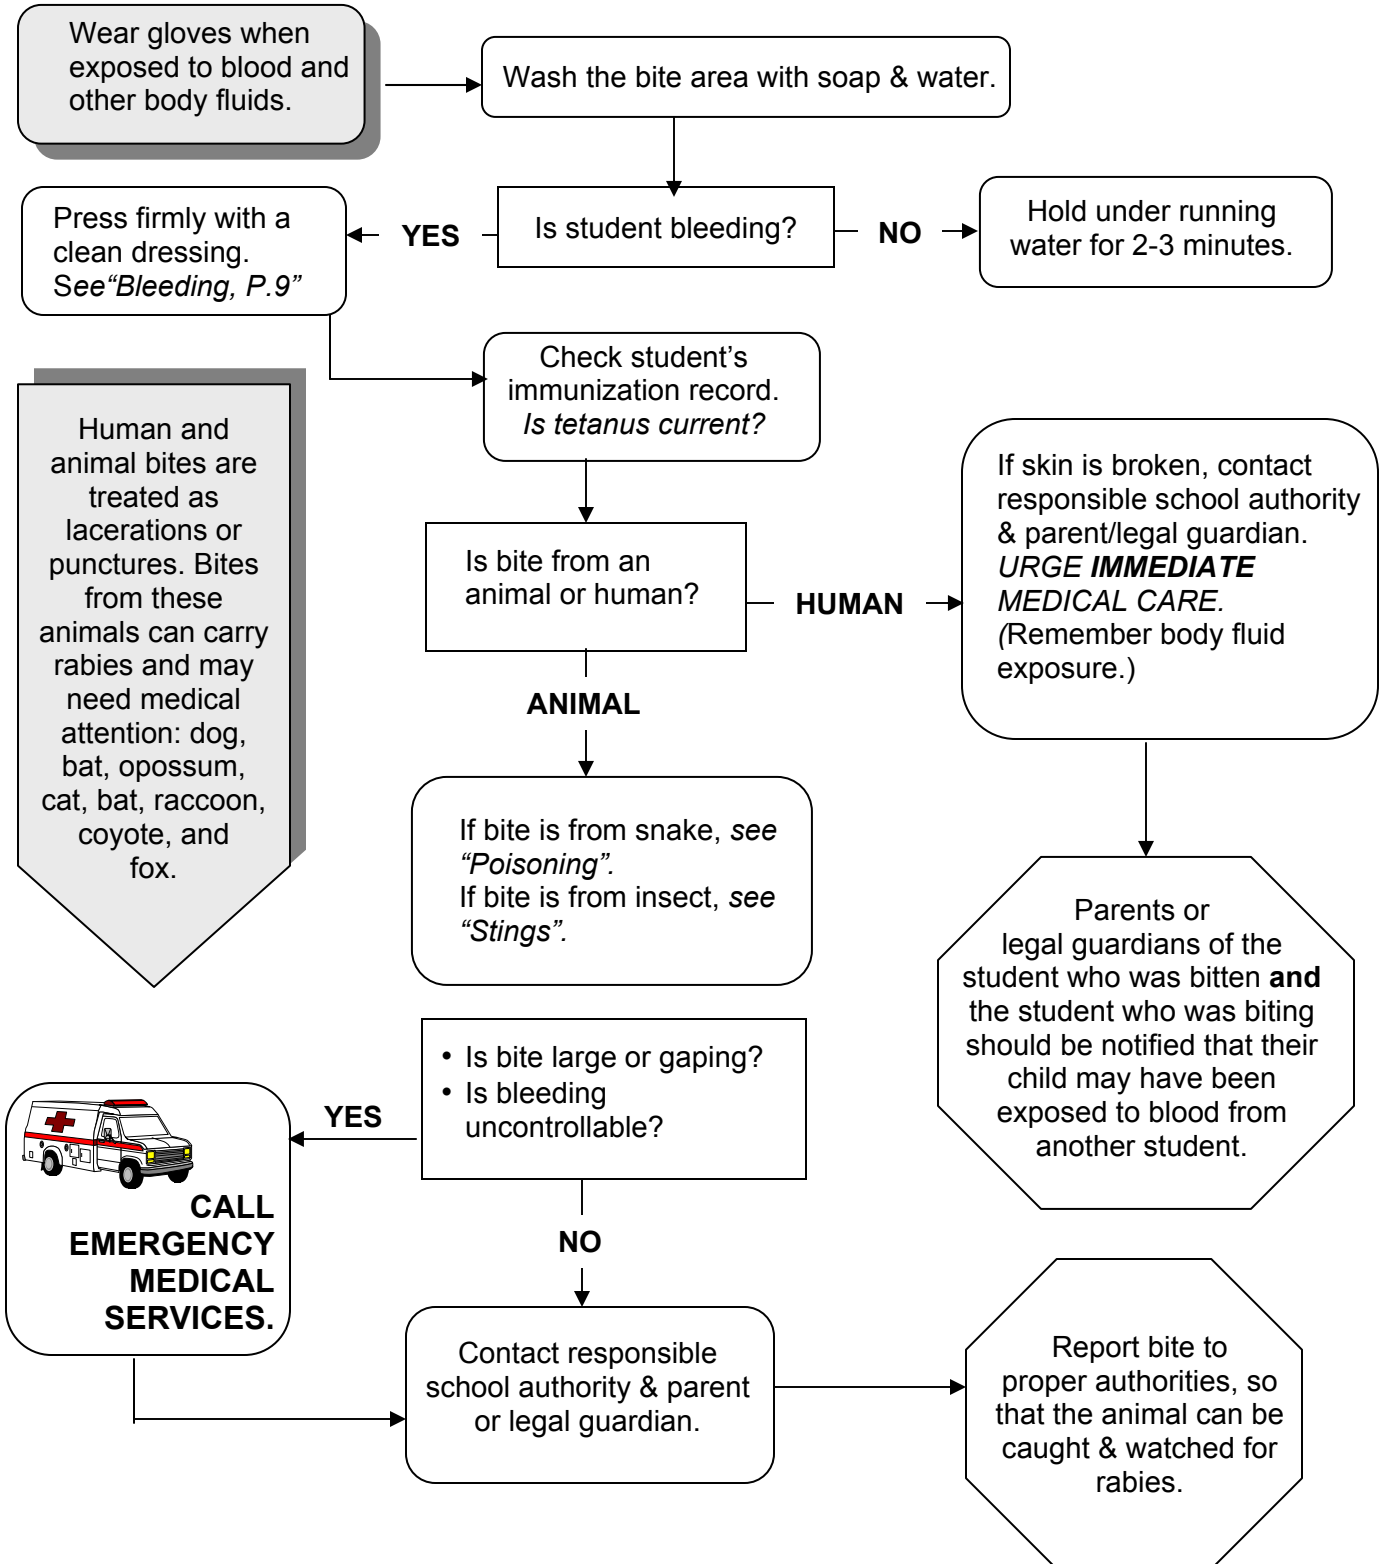 Wear gloves when
exposed to blood and
other body fluids.
Wash the bite area with soap & water.
Press firmly with a
clean dressing.
See“Bleeding, P.9”
YES
Is student bleeding?
NO
Hold under running
water for 2-3 minutes.
Check student’s
immunization record.
Is tetanus current?
Human and
animal bites are
treated as
lacerations or
punctures. Bites
from these
animals can carry
rabies and may
need medical
attention: dog,
bat, opossum,
cat, bat, raccoon,
coyote, and
fox.
Is bite from an
animal or human?
HUMAN
If skin is broken, contact
responsible school authority
& parent/legal guardian.
URGE IMMEDIATE
MEDICAL CARE.
(Remember body fluid
exposure.)
ANIMAL
If bite is from snake, see
“Poisoning”.
If bite is from insect, see
“Stings”.
Parents or
legal guardians of the
student who was bitten and
the student who was biting
should be notified that their
child may have been
exposed to blood from
another student.
• Is bite large or gaping?
• Is bleeding
uncontrollable?
YES
CALL
EMERGENCY
MEDICAL
SERVICES.
NO
Contact responsible
school authority & parent
or legal guardian.
Report bite to
proper authorities, so
that the animal can be
caught & watched for
rabies.